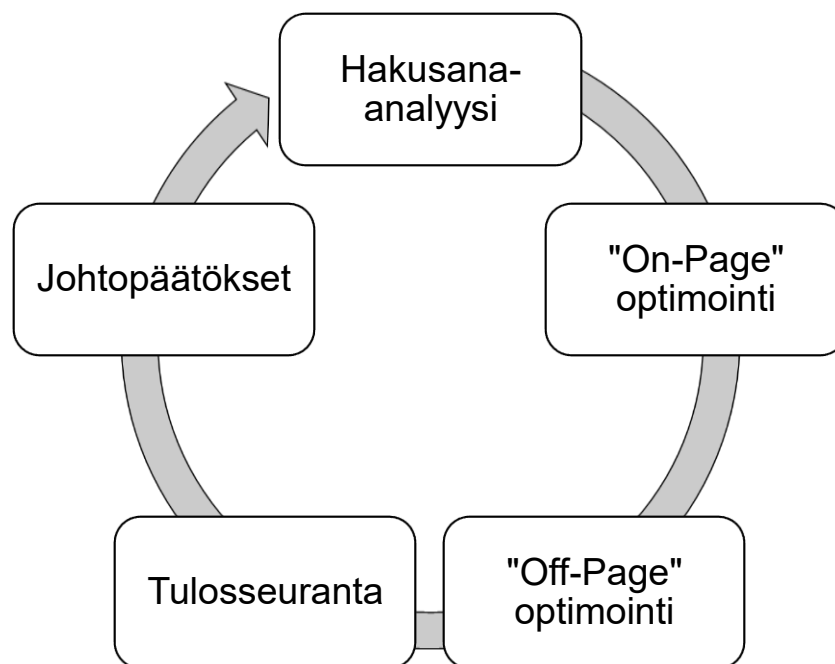 Hakusana-
analyysi
"On-Page"
optimointi
"Off-Page"
optimointi
Tulosseuranta
Johtopäätökset